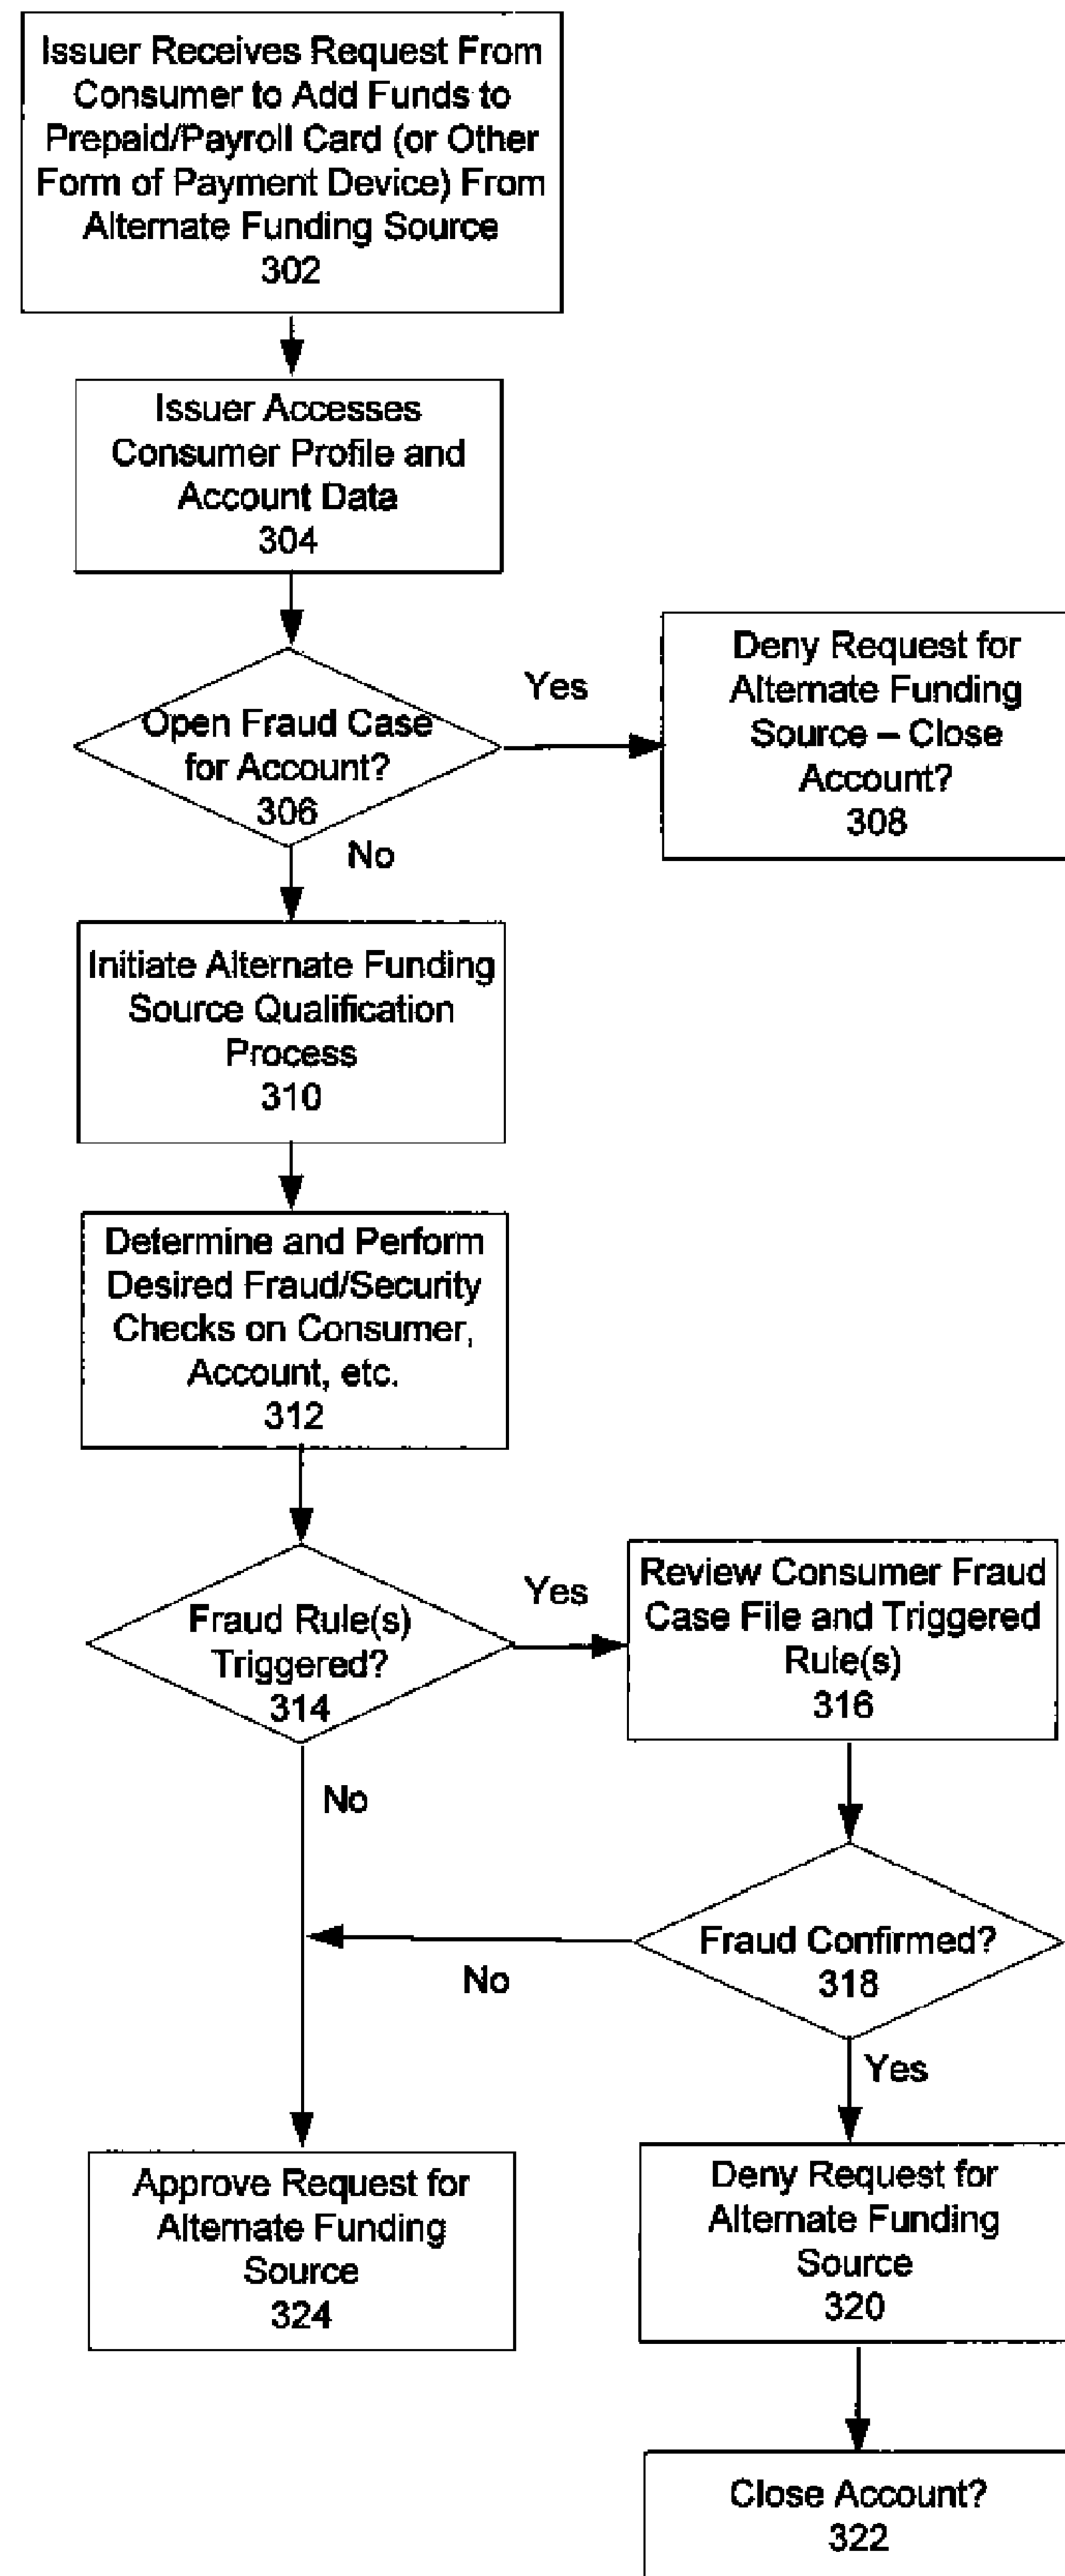 Issuer Receives Request From
Consumer to Add Funds to
Prepaid/Payroll Card (or Other
Form of Payment Device) From
Alternate Funding Source
302
Issuer Accesses
Consumer Profile and
Account Data
304
Open Fraud Case
for Account?
306
Yes
Deny Request for
Alternate Funding
Source – Close
Account?
308
No
Initiate Alternate Funding
Source Qualification
Process
310
Determine and Perform
Desired Fraud/Security
Checks on Consumer,
Account, etc.
312
Fraud Rule(s)
Triggered?
314
Yes
Review Consumer Fraud
Case File and Triggered
Rule(s)
316
No
Fraud Confirmed?
318
No
Yes
Approve Request for
Alternate Funding
Source
324
Deny Request for
Alternate Funding
Source
320
Close Account?
322